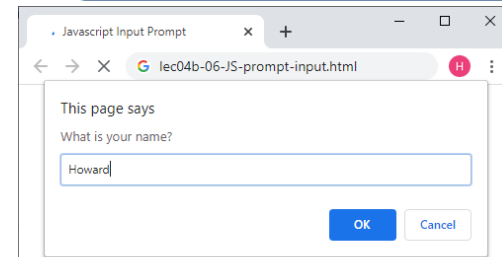 Javascript Input Prompt
lec04b-06-JS-prompt-input.html
H
This page says
What is your name?
Howard
OK Cancel